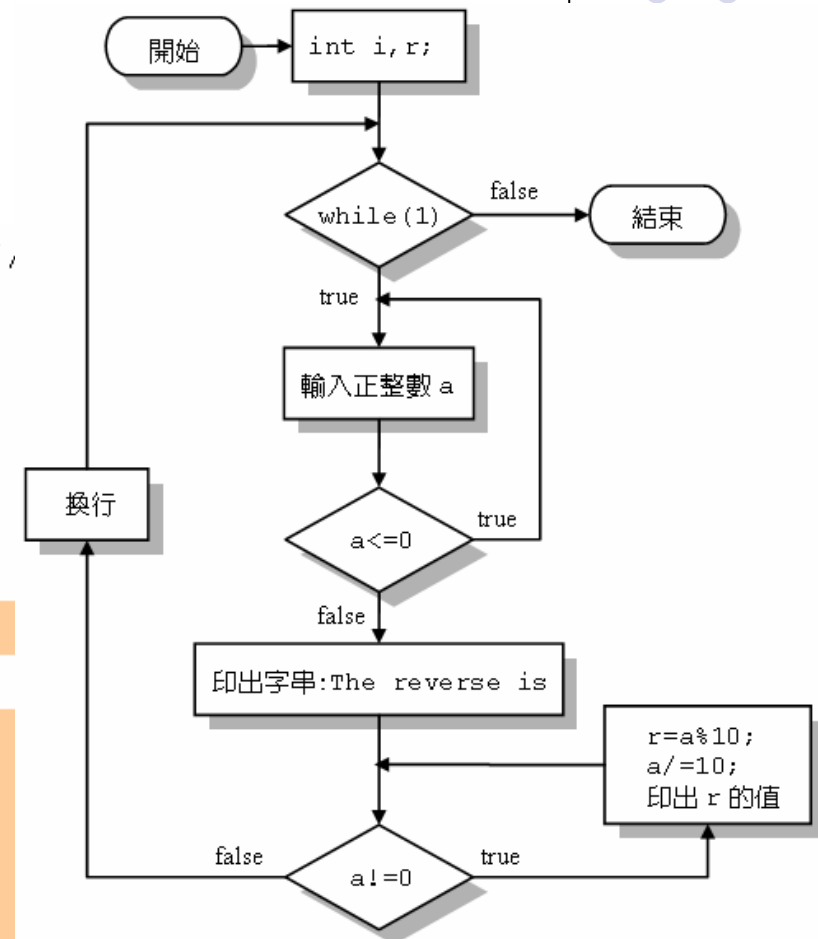 開始
int i,r;
while(1)
false
結束
true
輸入正整數 a
換行
a<=0
true
false
印出字串:The reverse is
r=a%10;
a/=10;
印出 r 的值
false
a!=0
true